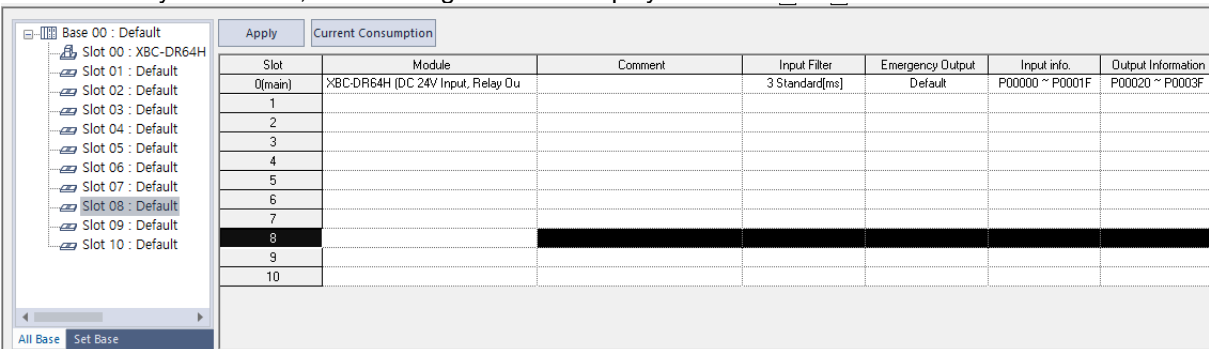 Base 00 : Default
Slot 00 : XBC-DR64H
Slot 01 : Default
Slot 02 : Default
Slot 03 : Default
Slot 04 : Default
Slot 05 : Default
Slot 06 : Default
Slot 07 : Default
Slot 08 : Default
Slot 09 : Default
Slot 10 : Default
All Base Set Base
Apply Current Consumption
Slot Module Comment Input Filter Emergency Output Input info. Output Information
0(main) XBC-DR64H (DC 24V Input, Relay Ou 3 Standard[ms] Default P00000 ~ P0001F P00020 ~ P0003F
1
2
3
4
5
6
7
8
9
10